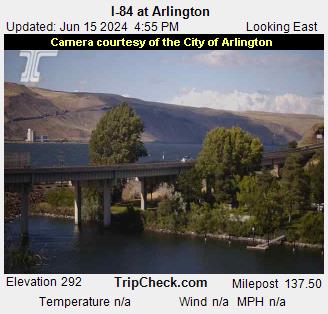 I-84 at Arlington
Updated: Jun 15 2024 4:55 PM Looking East
Camera courtesy of the City of Arlington
Elevation 292 TripCheck.com Milepost 137.50
Temperature n/a Wind n/a MPH n/a